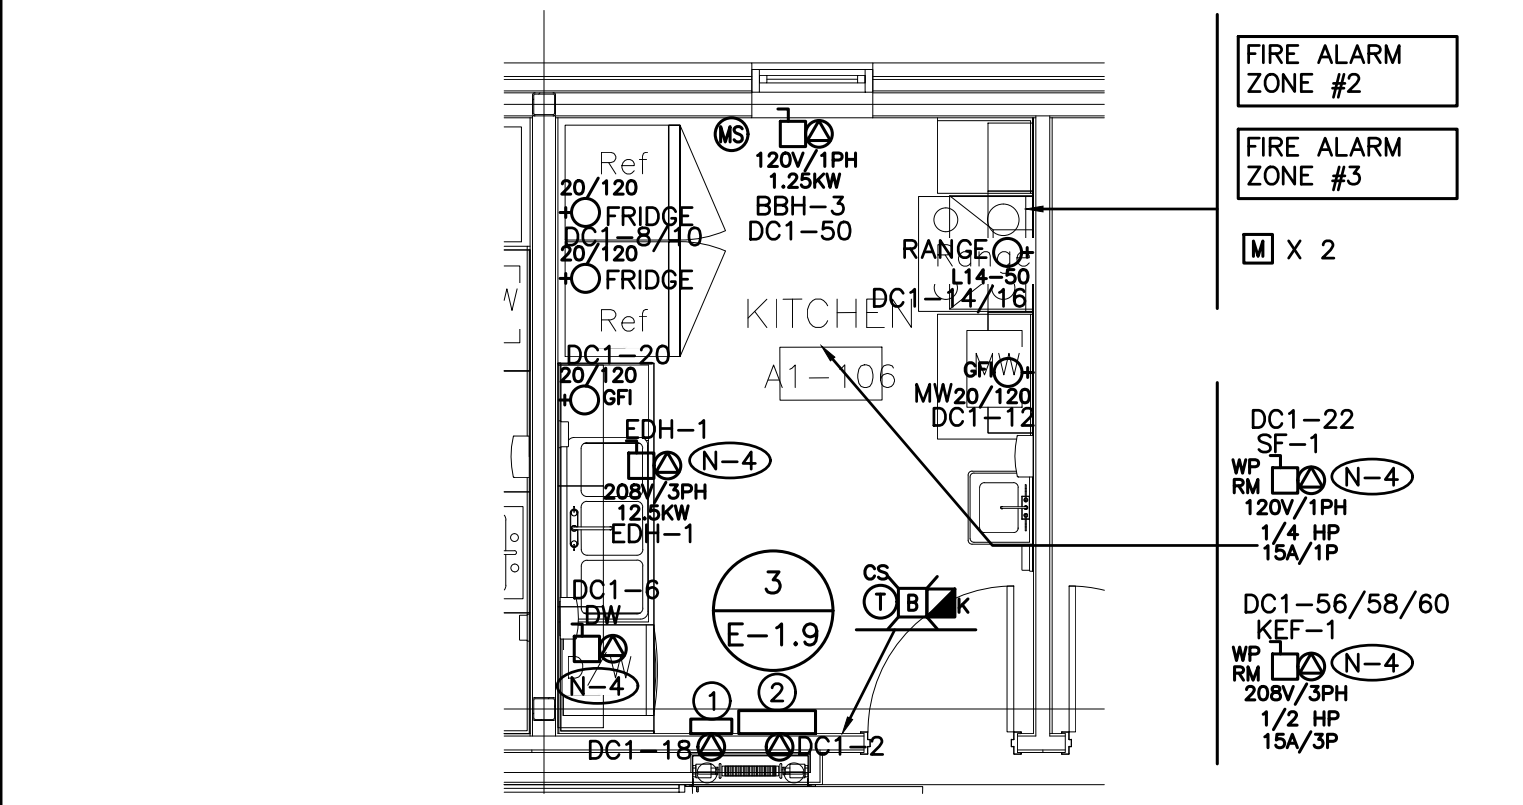 FIRE ALARM
ZONE #2
FIRE ALARM
ZONE #3
M X 2
MS
120V/1PH
1.25KW
BBH-3
DC1-50
Ref
20/120
FRIDGE
DC1-8/10
20/120
FRIDGE
Ref
DC1-20
20/120
GFI
W
RANGE
Range
L14-50
DC1-14/16
KITCHEN
A1-106
MW
GFI
MW 20/120
DC1-12
EDH-1
N-4
208V/3PH
12.5KW
EDH-1
DC1-6
DW
N-4
3
E-1.9
CS
T B K
1
2
DC1-18
DC1-2
DC1-22
SF-1
WP
RM
N-4
120V/1PH
1/4 HP
15A/1P
DC1-56/58/60
KEF-1
WP
RM
N-4
208V/3PH
1/2 HP
15A/3P